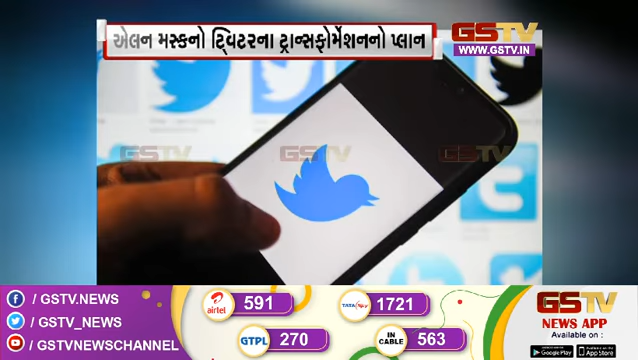 એલન મસ્કનો ટ્વિટરના ટ્રાન્સફોર્મેશનનો પ્લાન
GSTV
WWW.GSTV.IN
GSTV GSTV GSTV
/ GSTV.NEWS
/ GSTV_NEWS
/ GSTVNEWSCHANNEL
airtel 591
TATA 1721
GTPL 270
IN CABLE 563
GSTV
NEWS APP
Available on :
Google Play App Store